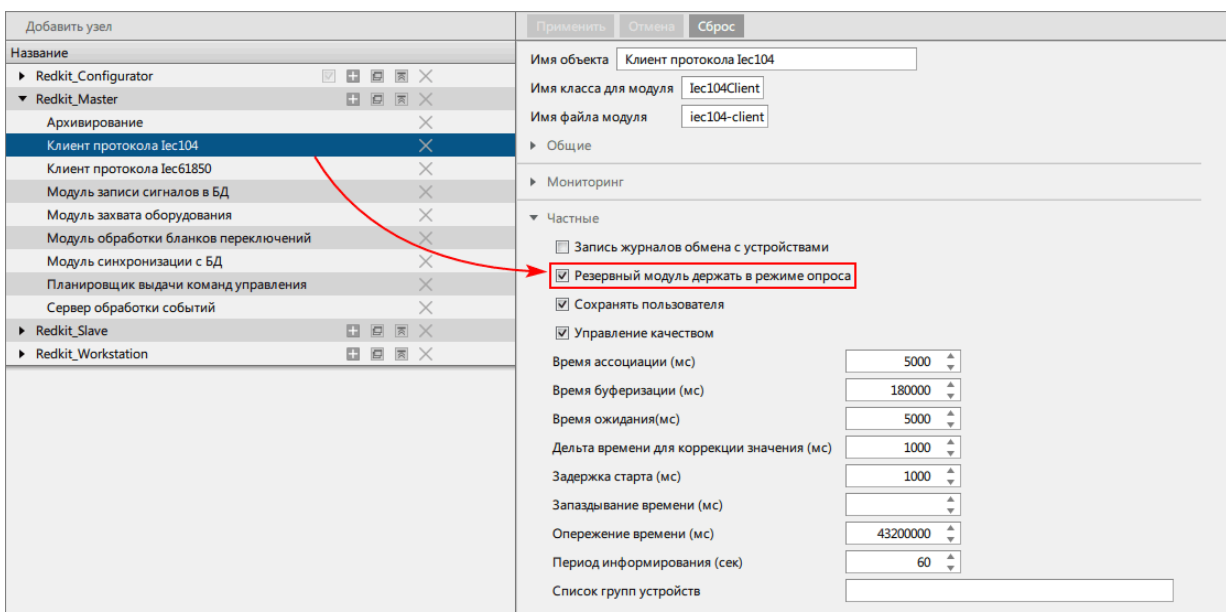 Добавить узел
Название
Redkit_Configurator
Redkit_Master
Архивирование
Клиент протокола Iec104
Клиент протокола Iec61850
Модуль записи сигналов в БД
Модуль захвата оборудования
Модуль обработки бланков переключений
Модуль синхронизации с БД
Планировщик выдачи команд управления
Сервер обработки событий
Redkit_Slave
Redkit_Workstation
Применить Отмена Сброс
Имя объекта Клиент протокола Iec104
Имя класса для модуля Iec104Client
Имя файла модуля iec104-client
Общие
Мониторинг
Частные
Запись журналов обмена с устройствами
Резервный модуль держать в режиме опроса
Сохранять пользователя
Управление качеством
Время ассоциации (мс) 5000
Время буферизации (мс) 180000
Время ожидания(мс) 5000
Дельта времени для коррекции значения (мс) 1000
Задержка старта (мс) 1000
Запаздывание времени (мс)
Опережение времени (мс) 43200000
Период информирования (сек) 60
Список групп устройств